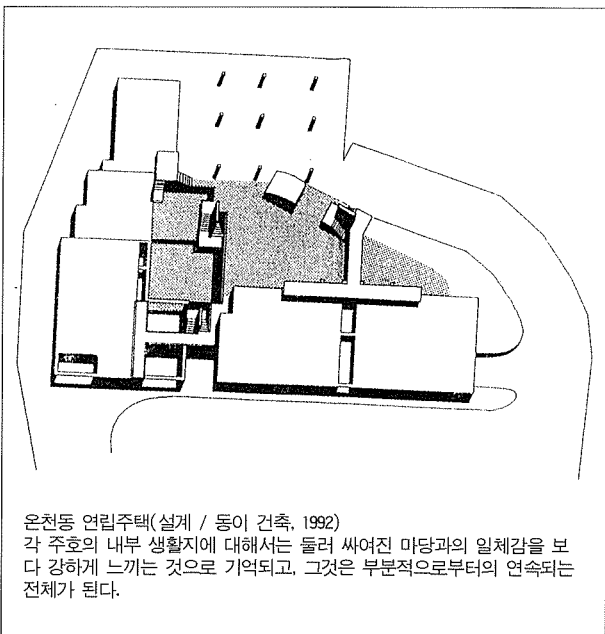 온천동 연립주택(설계 / 동이 건축, 1992)
각 주호의 내부 생활지에 대해서는 둘러 싸여진 마당과의 일체감을 보
다 강하게 느끼는 것으로 기억되고, 그것은 부분적으로부터의 연속되는
전체가 된다.